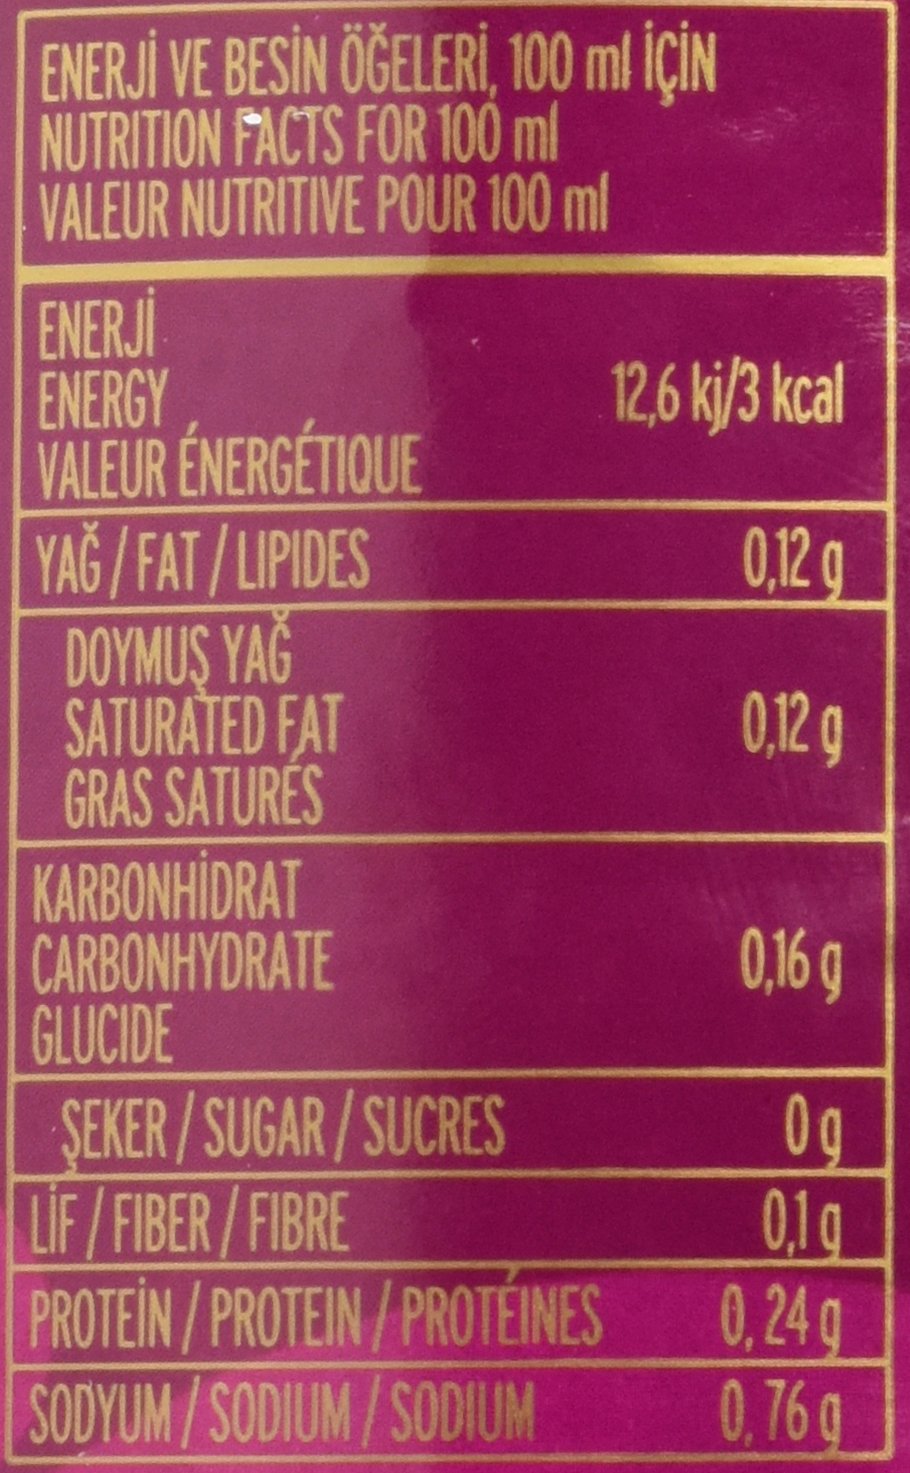 ENERJİ VE BESİN ÖĞELERİ, 100 ml İÇİN
NUTRITION FACTS FOR 100 ml
VALEUR NUTRITIVE POUR 100 ml
ENERJİ
ENERGY
VALEUR ÉNERGÉTIQUE
12,6 kj/3 kcal
YAĞ / FAT / LIPIDES 0,12 g
DOYMUŞ YAĞ
SATURATED FAT
GRAS SATURÉS
0,12 g
KARBONHİDRAT
CARBONHYDRATE
GLUCIDE
0,16 g
ŞEKER / SUGAR / SUCRES 0 g
LİF / FIBER / FIBRE 0,1 g
PROTEİN / PROTEIN / PROTÉINES 0, 24 g
SODYUM / SODIUM / SODIUM 0, 76 g